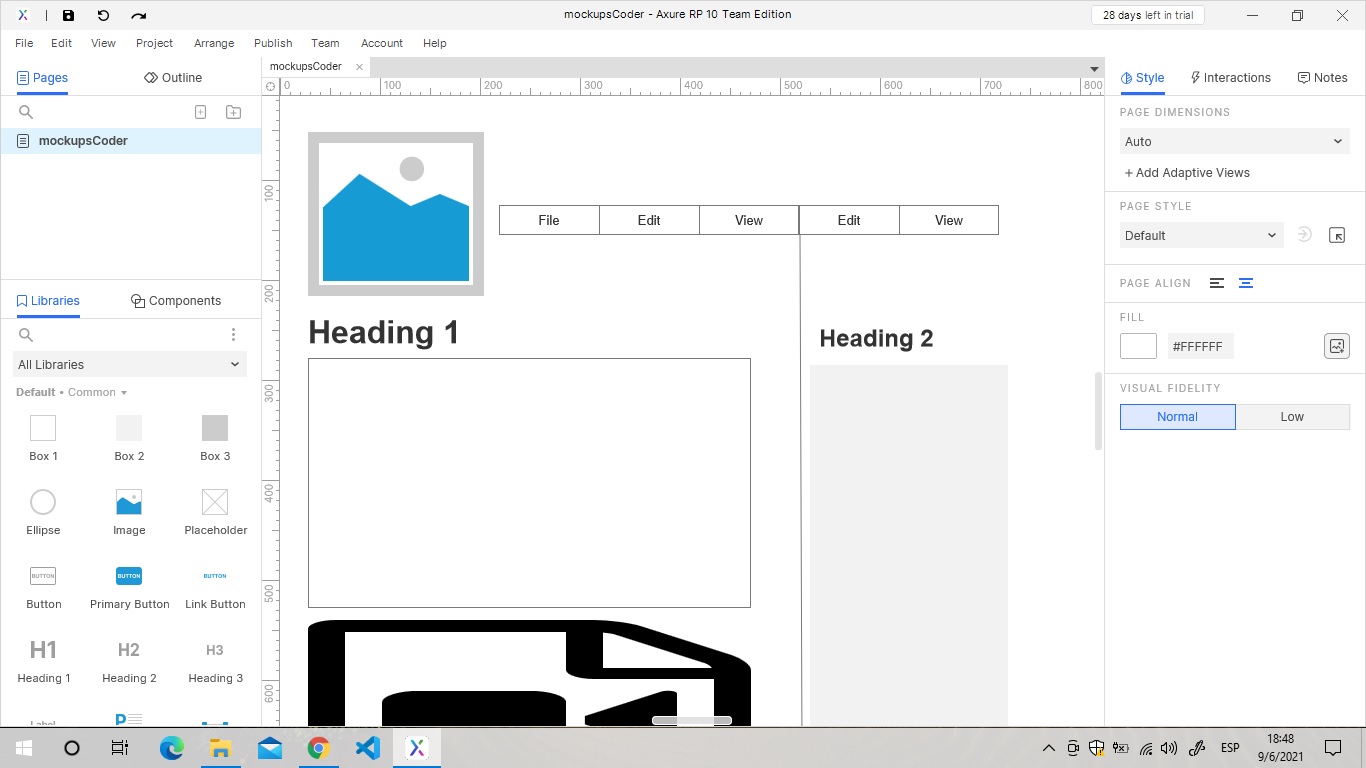 mockupsCoder - Axure RP 10 Team Edition
28 days left in trial
File Edit View Project Arrange Publish Team Account Help
Pages
Outline
mockupsCoder
mockupsCoder
0 100 200 300 400 500 600 700 800
100
200
300
400
500
600
File Edit View Edit View
Heading 1
Heading 2
Libraries
Components
All Libraries
Default • Common
Box 1 Box 2 Box 3
Ellipse Image Placeholder
BUTTON BUTTON BUTTON
Button Primary Button Link Button
H1 H2 H3
Heading 1 Heading 2 Heading 3
Label
Style Interactions Notes
PAGE DIMENSIONS
Auto
+ Add Adaptive Views
PAGE STYLE
Default
PAGE ALIGN
FILL
#FFFFFF
VISUAL FIDELITY
Normal Low
ESP
18:48
9/6/2021